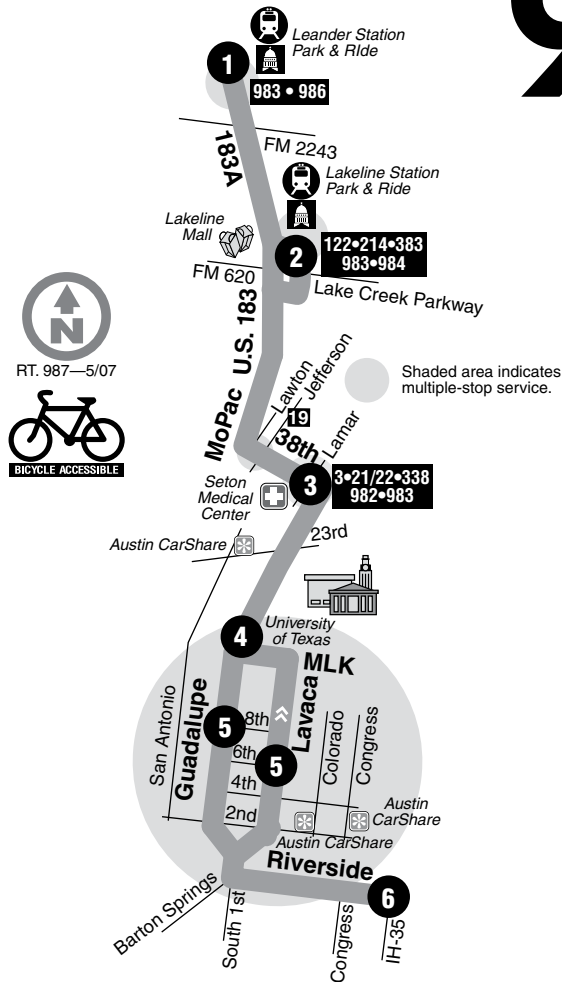 9
Leander Station
Park & RIde
1
983 • 986
183A
FM 2243
Lakeline Station
Park & Ride
Lakeline
Mall
2
122•214•383
983•984
FM 620
Lake Creek Parkway
N
RT. 987—5/07
BICYCLE ACCESSIBLE
U.S. 183
MoPac
Lawton
Jefferson
Shaded area indicates
multiple-stop service.
19
38th
Lamar
3
3•21/22•338
982•983
Seton
Medical
Center
23rd
Austin CarShare
4
University
of Texas
MLK
San Antonio
Guadalupe
Lavaca
Colorado
Congress
5
8th
6th
5
4th
2nd
Austin
CarShare
Austin CarShare
Riverside
6
Barton Springs
South 1st
Congress
IH-35